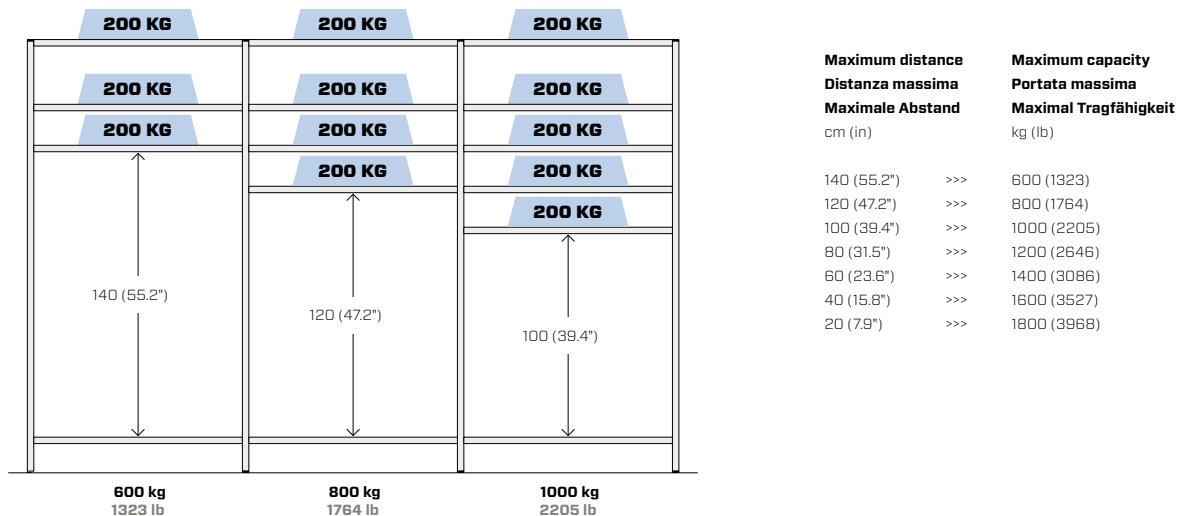 200 KG 200 KG 200 KG
200 KG 200 KG 200 KG
200 KG 200 KG 200 KG
200 KG 200 KG
200 KG
140 (55.2")
120 (47.2")
100 (39.4")
600 kg 800 kg 1000 kg
1323 lb 1764 lb 2205 lb
Maximum distance Maximum capacity
Distanza massima Portata massima
Maximale Abstand Maximal Tragfähigkeit
cm (in) kg (lb)
140 (55.2") >>> 600 (1323)
120 (47.2") >>> 800 (1764)
100 (39.4") >>> 1000 (2205)
80 (31.5") >>> 1200 (2646)
60 (23.6") >>> 1400 (3086)
40 (15.8") >>> 1600 (3527)
20 (7.9") >>> 1800 (3968)